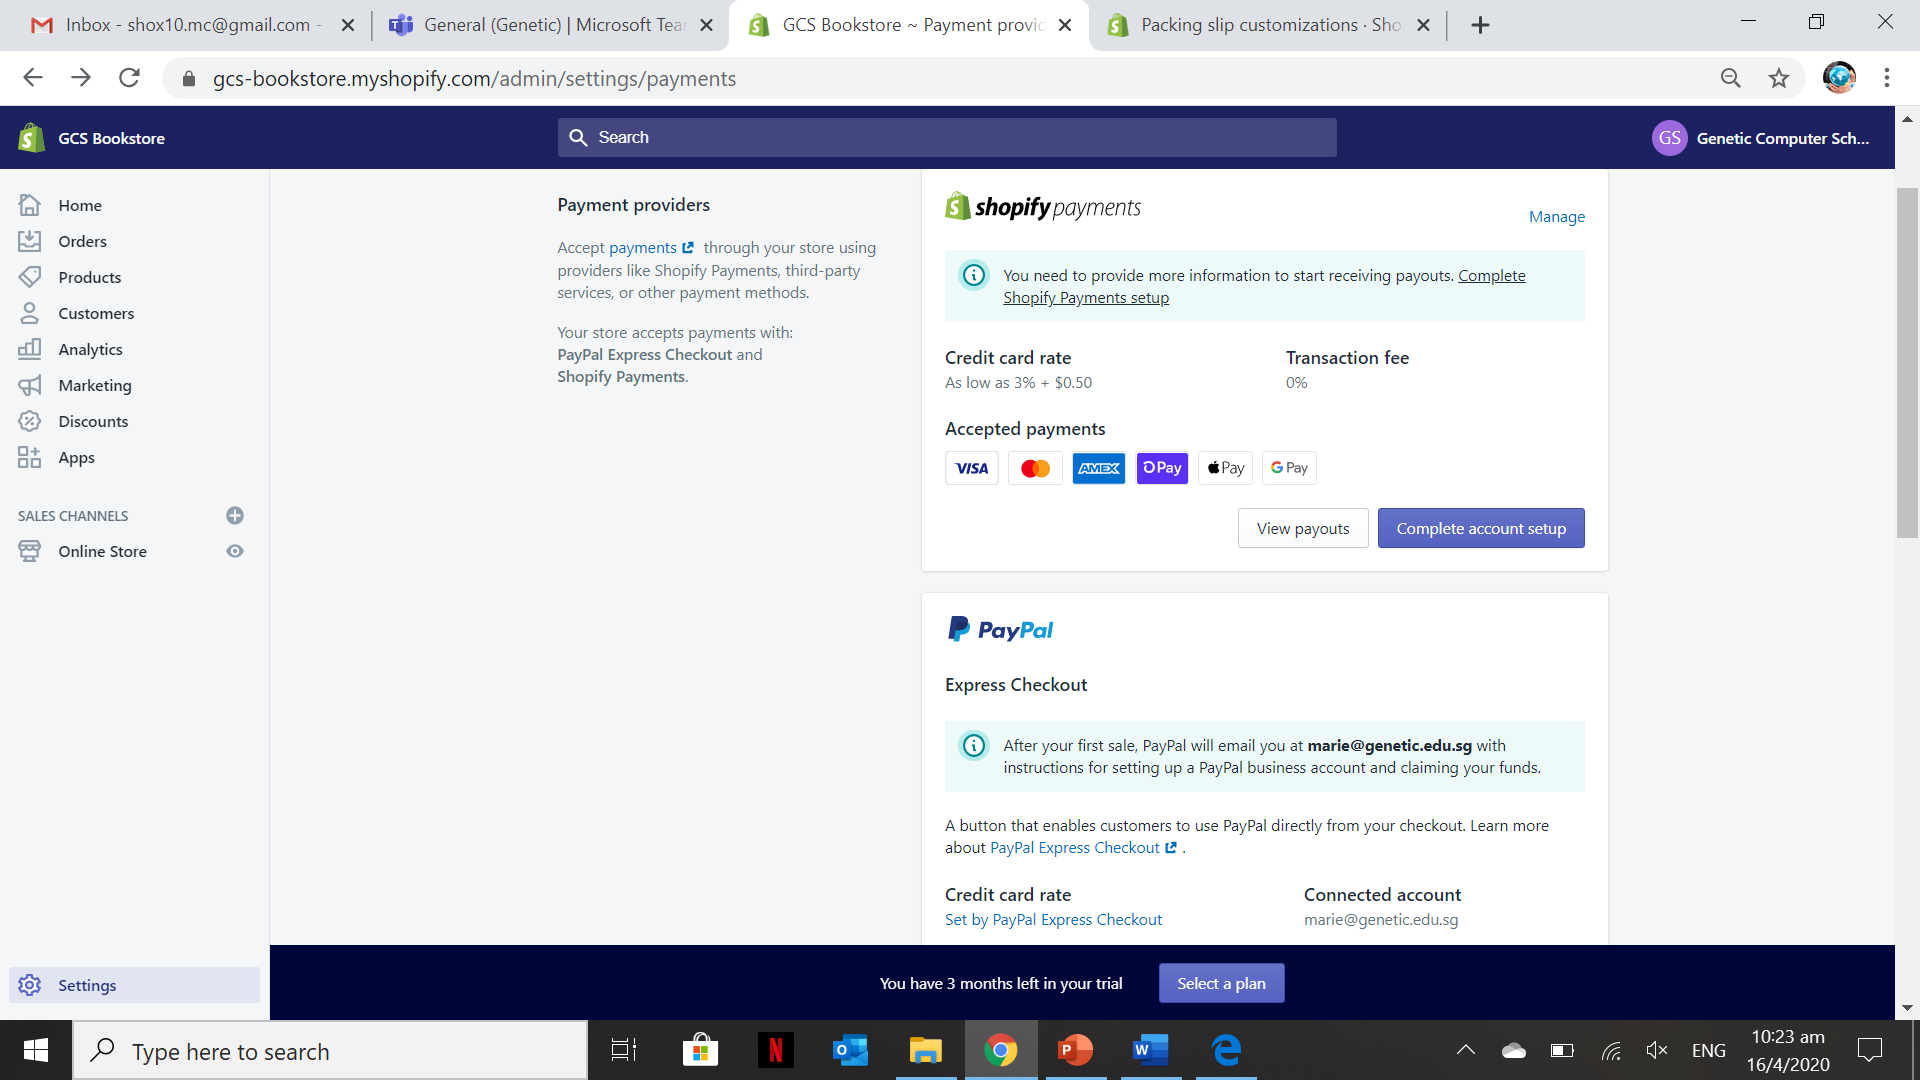 Inbox - shox10.mc@gmail.com -
General (Genetic) | Microsoft Tea
GCS Bookstore ~ Payment provid
Packing slip customizations · Sho
gcs-bookstore.myshopify.com/admin/settings/payments
GCS Bookstore
Search
GS
Genetic Computer Sch...
Home
Orders
Products
Customers
Analytics
Marketing
Discounts
Apps
SALES CHANNELS
Online Store
Settings
Payment providers
Accept payments through your store using
providers like Shopify Payments, third-party
services, or other payment methods.
Your store accepts payments with:
PayPal Express Checkout and
Shopify Payments.
shopify payments
Manage
You need to provide more information to start receiving payouts. Complete
Shopify Payments setup
Credit card rate
As low as 3% + $0.50
Transaction fee
0%
Accepted payments
VISA
AMEX
Pay
Pay
G Pay
View payouts
Complete account setup
PayPal
Express Checkout
After your first sale, PayPal will email you at marie@genetic.edu.sg with
instructions for setting up a PayPal business account and claiming your funds.
A button that enables customers to use PayPal directly from your checkout. Learn more
about PayPal Express Checkout .
Credit card rate
Set by PayPal Express Checkout
Connected account
marie@genetic.edu.sg
You have 3 months left in your trial
Select a plan
Type here to search
ENG
10:23 am
16/4/2020